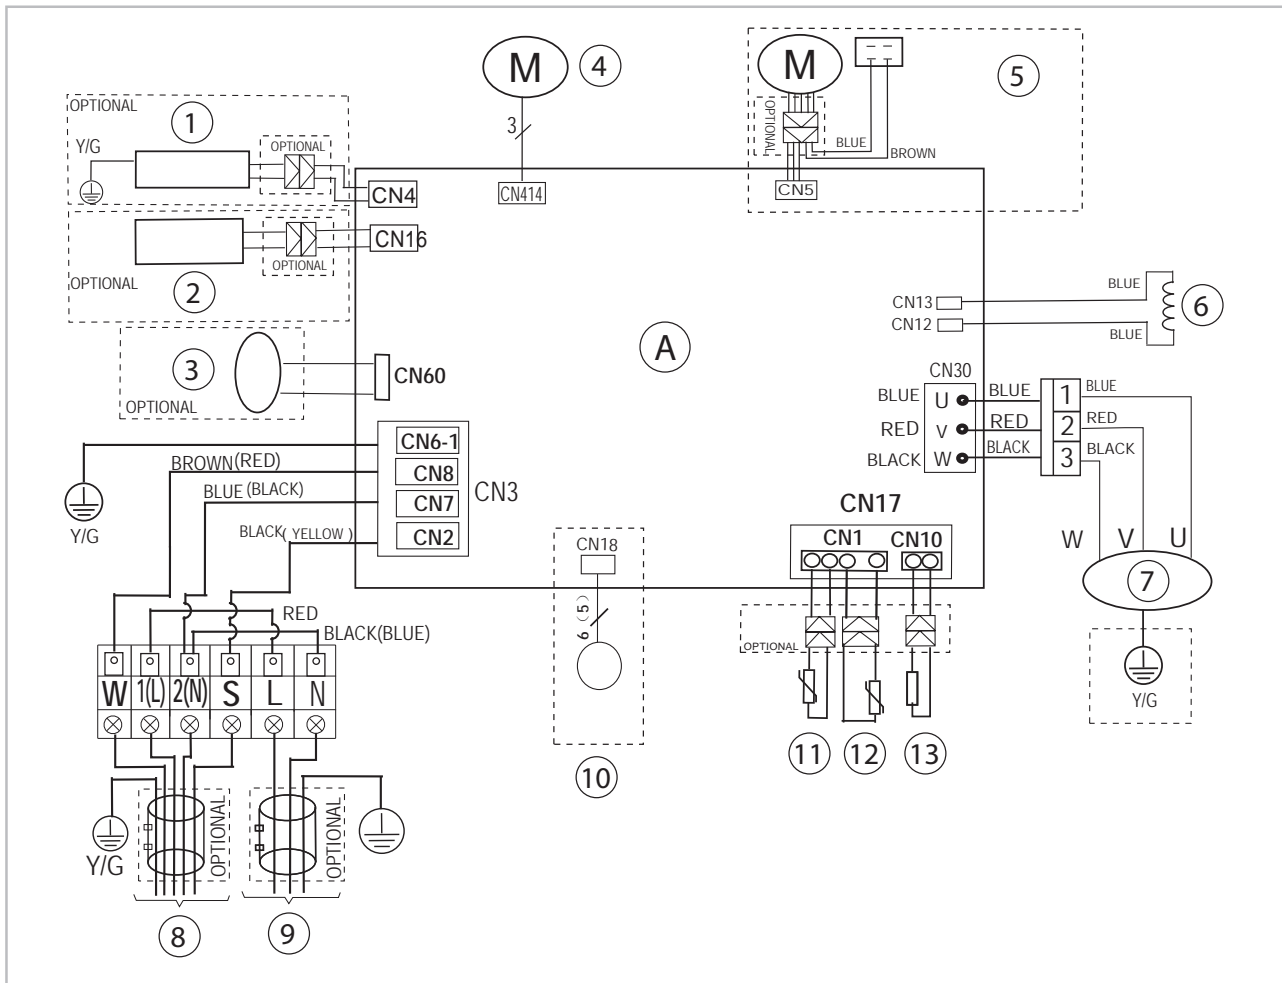 M
4
M
5
OPTIONAL
1
OPTIONAL
Y/G
OPTIONAL
3
BLUE
BROWN
CN4
CN414
CN5
CN16
OPTIONAL
OPTIONAL
2
CN13
BLUE
6
CN12
BLUE
A
3
OPTIONAL
CN60
CN30
BLUE
U
BLUE
1
BLUE
RED
V
RED
2
RED
BLACK
W
BLACK
3
BLACK
CN6-1
BROWN(RED)
CN8
BLUE(BLACK)
CN7
CN3
BLACK(YELLOW)
CN2
Y/G
CN17
CN1
CN10
CN18
W
V
U
7
6 (5)
RED
BLACK(BLUE)
OPTIONAL
Y/G
W
1(L)
2(N)
S
L
N
11
12
13
10
OPTIONAL
OPTIONAL
Y/G
8
9